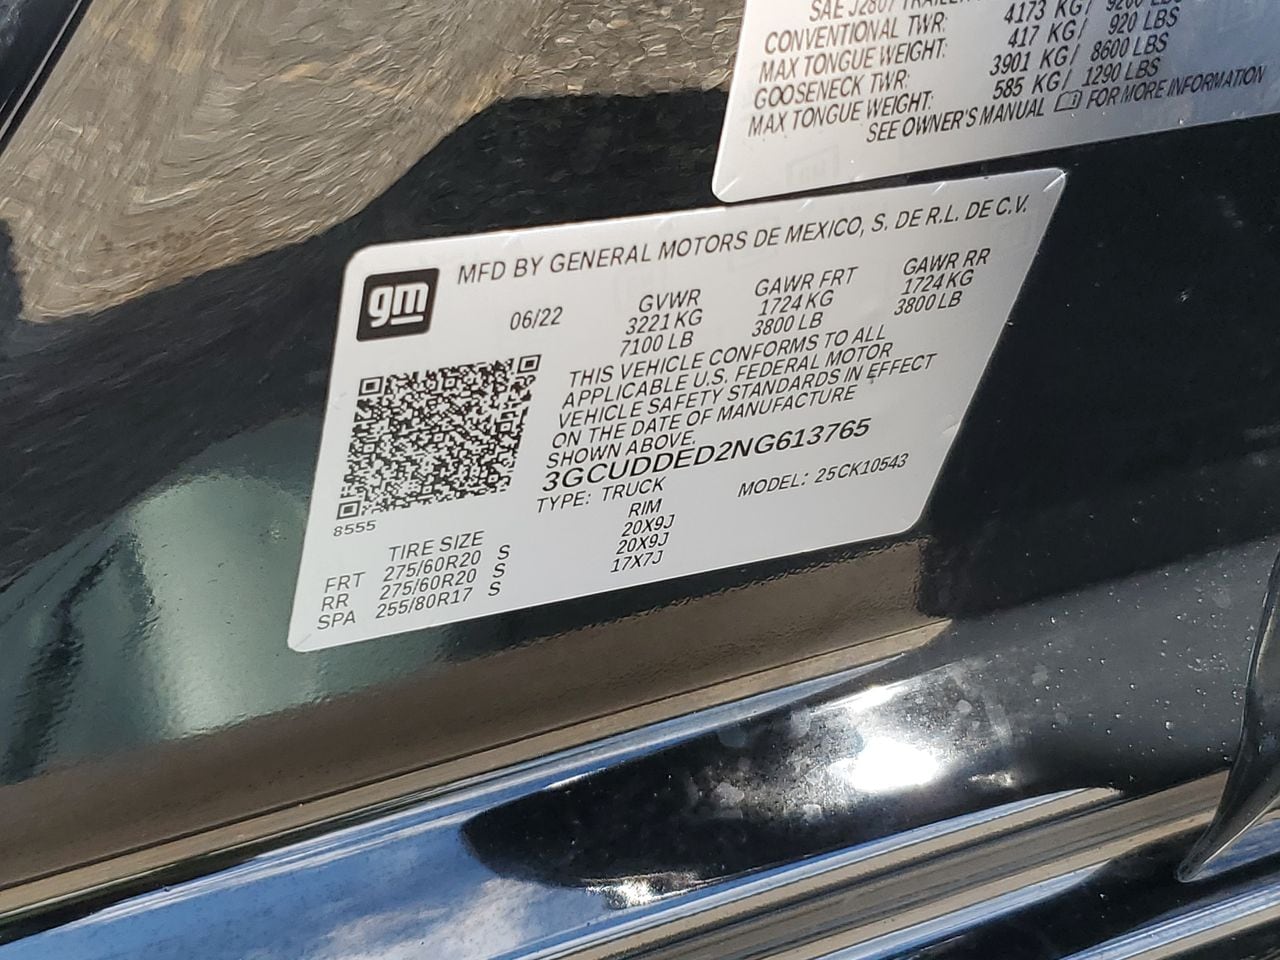 SAE J2807 TRAILER
CONVENTIONAL TWR: 4173 KG/ 9200 LBS
MAX TONGUE WEIGHT: 417 KG/ 920 LBS
GOOSENECK TWR: 3901 KG/ 8600 LBS
MAX TONGUE WEIGHT: 585 KG/ 1290 LBS
SEE OWNER'S MANUAL FOR MORE INFORMATION
gm
MFD BY GENERAL MOTORS DE MEXICO, S. DE R.L. DE C.V.
06/22 GVWR GAWR FRT GAWR RR
3221 KG 1724 KG 1724 KG
7100 LB 3800 LB 3800 LB
THIS VEHICLE CONFORMS TO ALL
APPLICABLE U.S. FEDERAL MOTOR
VEHICLE SAFETY STANDARDS IN EFFECT
ON THE DATE OF MANUFACTURE
SHOWN ABOVE.
3GCUDDED2NG613765
TYPE: TRUCK MODEL: 25CK10543
8555
TIRE SIZE RIM
FRT 275/60R20 S 20X9J
RR 275/60R20 S 20X9J
SPA 255/80R17 S 17X7J